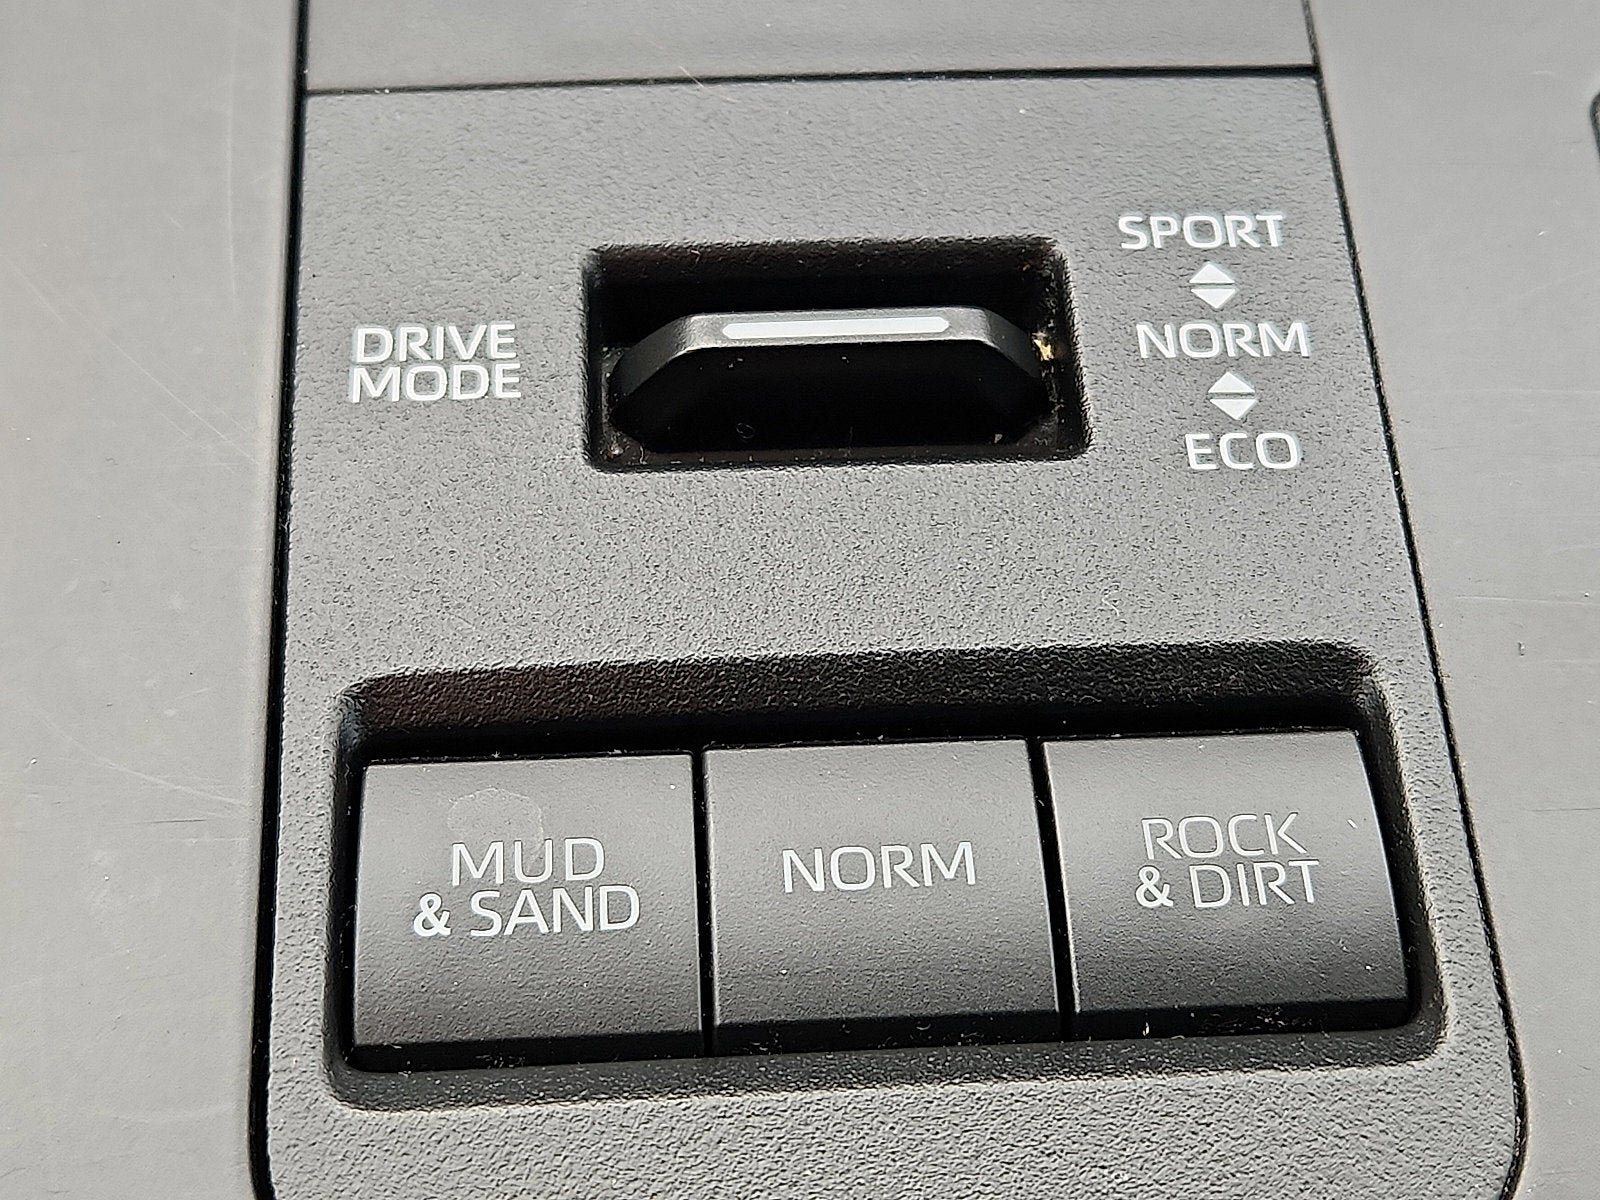 DRIVE
MODE
SPORT
NORM
ECO
MUD
& SAND
NORM
ROCK
& DIRT